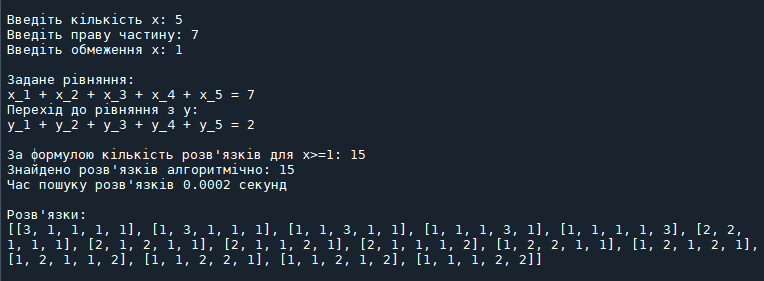 Введіть кількість x: 5
Введіть праву частину: 7
Введіть обмеження x: 1
Задане рівняння:
x_1 + x_2 + x_3 + x_4 + x_5 = 7
Перехід до рівняння з y:
y_1 + y_2 + y_3 + y_4 + y_5 = 2
За формулою кількість розв'язків для x>=1: 15
Знайдено розв'язків алгоритмічно: 15
Час пошуку розв'язків 0.0002 секунд
Розв'язки:
[[3, 1, 1, 1, 1], [1, 3, 1, 1, 1], [1, 1, 3, 1, 1], [1, 1, 1, 3, 1], [1, 1, 1, 1, 3], [2, 2,
1, 1, 1], [2, 1, 2, 1, 1], [2, 1, 1, 2, 1], [2, 1, 1, 1, 2], [1, 2, 2, 1, 1], [1, 2, 1, 2, 1],
[1, 2, 1, 1, 2], [1, 1, 2, 2, 1], [1, 1, 2, 1, 2], [1, 1, 1, 2, 2]]